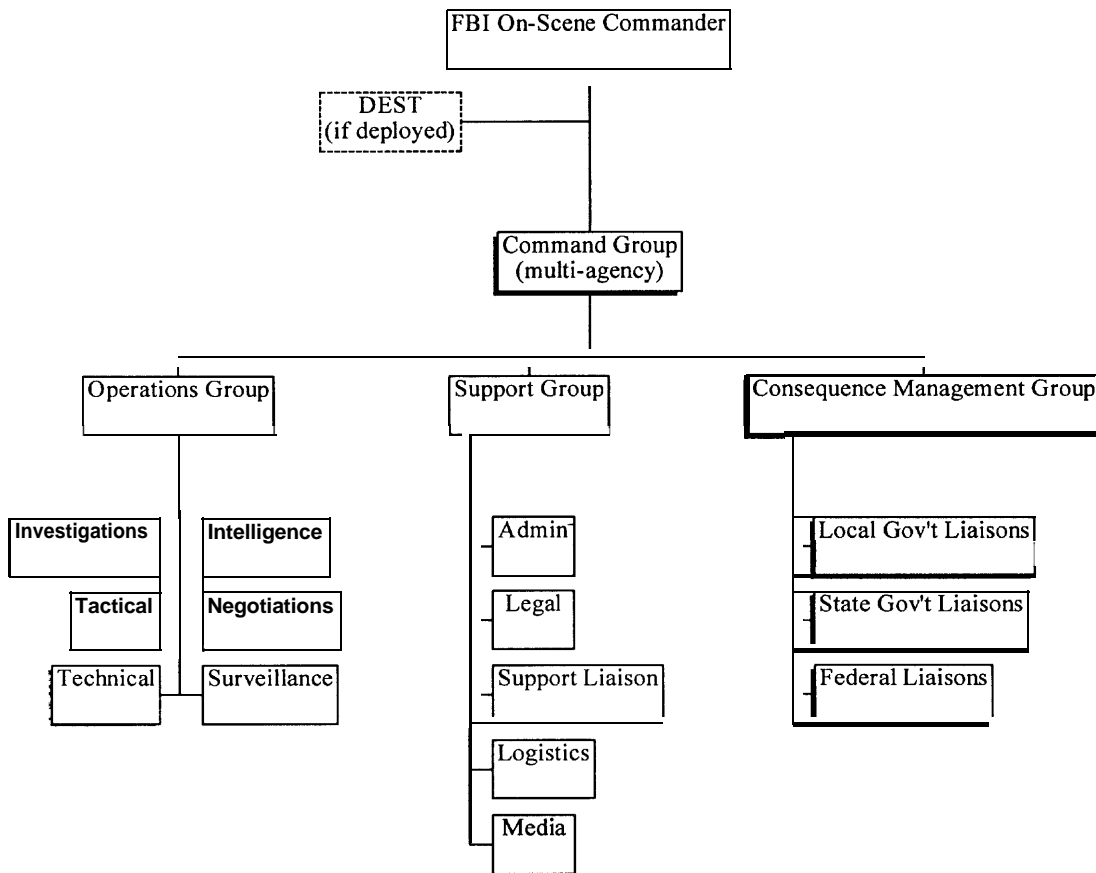 FBI On-Scene Commander
DEST
(if deployed)
Command Group
(multi-agency)
Operations Group
Support Group
Consequence Management Group
Investigations
Intelligence
Tactical
Negotiations
Technical
Surveillance
Admin
Legal
Support Liaison
Logistics
Media
Local Gov't Liaisons
State Gov't Liaisons
Federal Liaisons